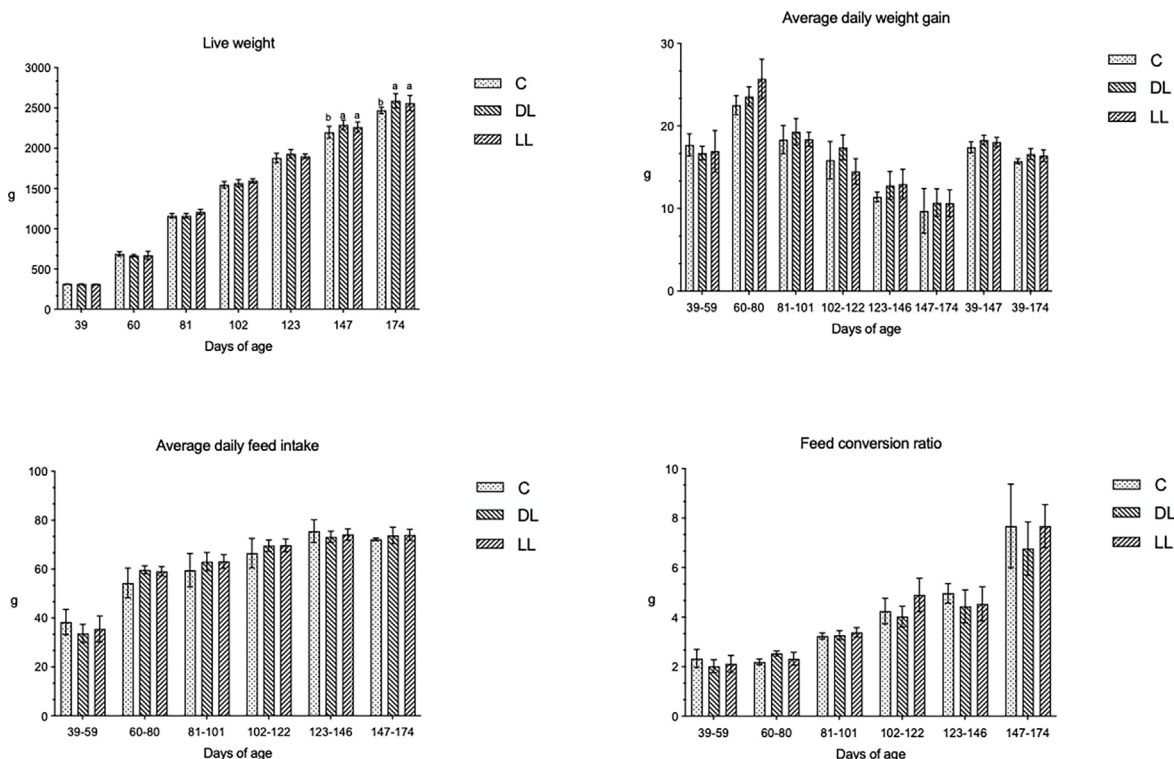 Live weight
3000
2500
2000
1500
1000
500
0
g
b a a
b a a
39 60 81 102 123 147 174
Days of age
C
DL
LL
Average daily weight gain
30
20
10
0
g
39-59 60-80 81-101 102-122 123-146 147-174 39-147 39-174
Days of age
C
DL
LL
Average daily feed intake
100
80
60
40
20
0
g
39-59 60-80 81-101 102-122 123-146 147-174
Days of age
C
DL
LL
Feed conversion ratio
10
8
6
4
2
0
g
39-59 60-80 81-101 102-122 123-146 147-174
Days of age
C
DL
LL